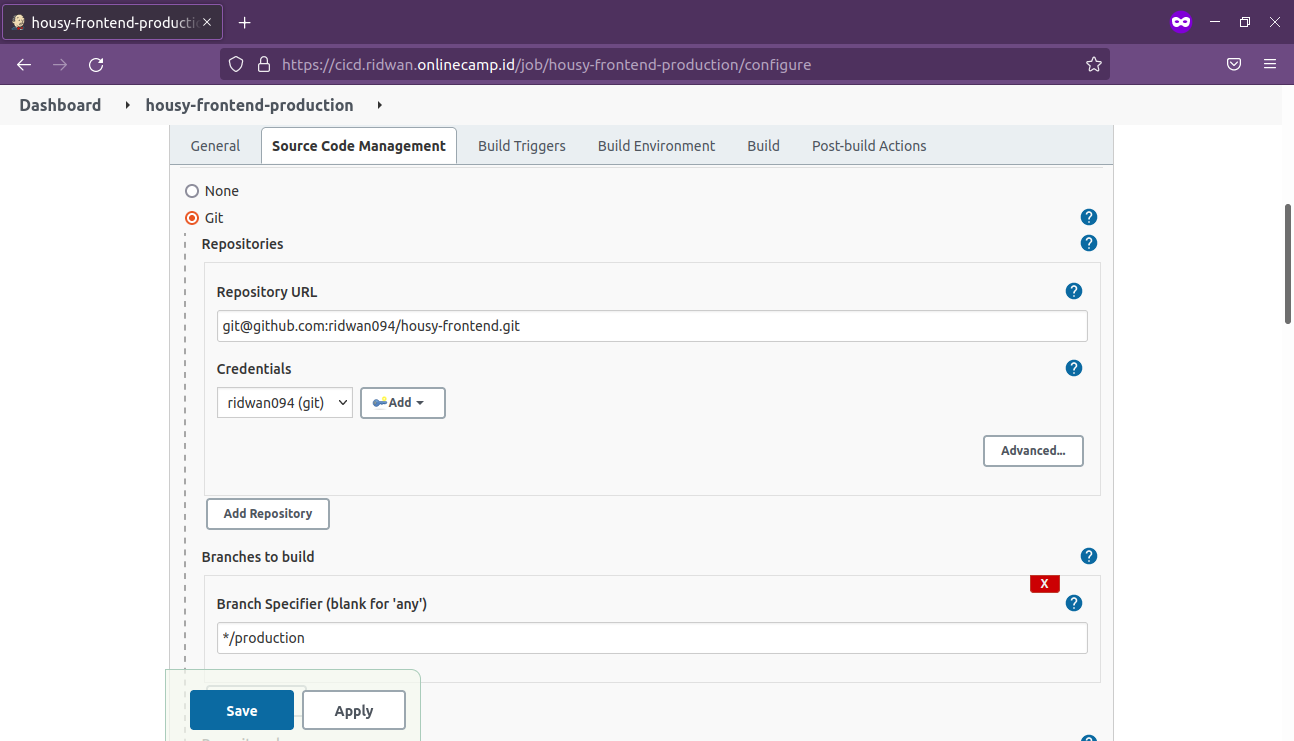 housy-frontend-producti
https://cicd.ridwan.onlinecamp.id/job/housy-frontend-production/configure
Dashboard housy-frontend-production
General Source Code Management Build Triggers Build Environment Build Post-build Actions
None
Git
Repositories
Repository URL
git@github.com:ridwan094/housy-frontend.git
Credentials
ridwan094 (git) Add
Advanced...
Add Repository
Branches to build
X
Branch Specifier (blank for 'any')
*/production
Save Apply